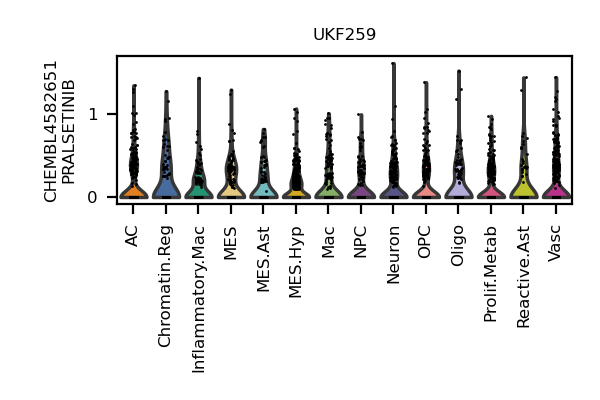 UKF259
CHEMBL4582651
PRALSETINIB
1
0
AC
Chromatin.Reg
Inflammatory.Mac
MES
MES.Ast
MES.Hyp
Mac
NPC
Neuron
OPC
Oligo
Prolif.Metab
Reactive.Ast
Vasc